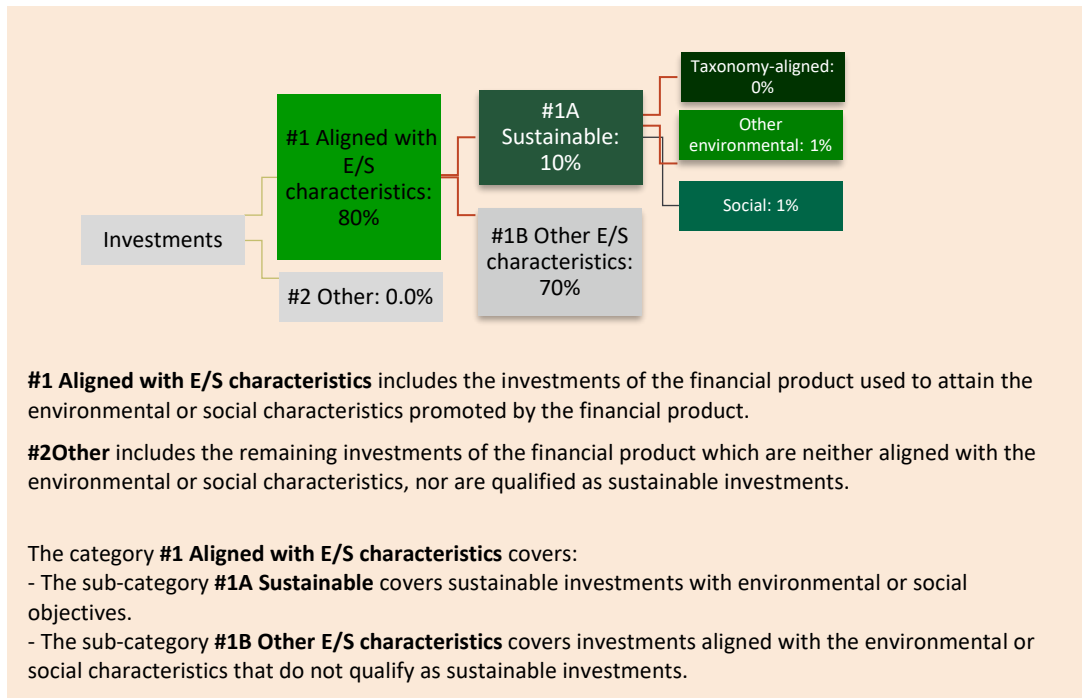 Investments
#1 Aligned with
E/S
characteristics:
80%
#2 Other: 0.0%
#1A
Sustainable:
10%
#1B Other E/S
characteristics:
70%
Taxonomy-aligned:
0%
Other
environmental: 1%
Social: 1%
#1 Aligned with E/S characteristics includes the investments of the financial product used to attain the
environmental or social characteristics promoted by the financial product.
#2Other includes the remaining investments of the financial product which are neither aligned with the
environmental or social characteristics, nor are qualified as sustainable investments.
The category #1 Aligned with E/S characteristics covers:
- The sub-category #1A Sustainable covers sustainable investments with environmental or social
objectives.
- The sub-category #1B Other E/S characteristics covers investments aligned with the environmental or
social characteristics that do not qualify as sustainable investments.